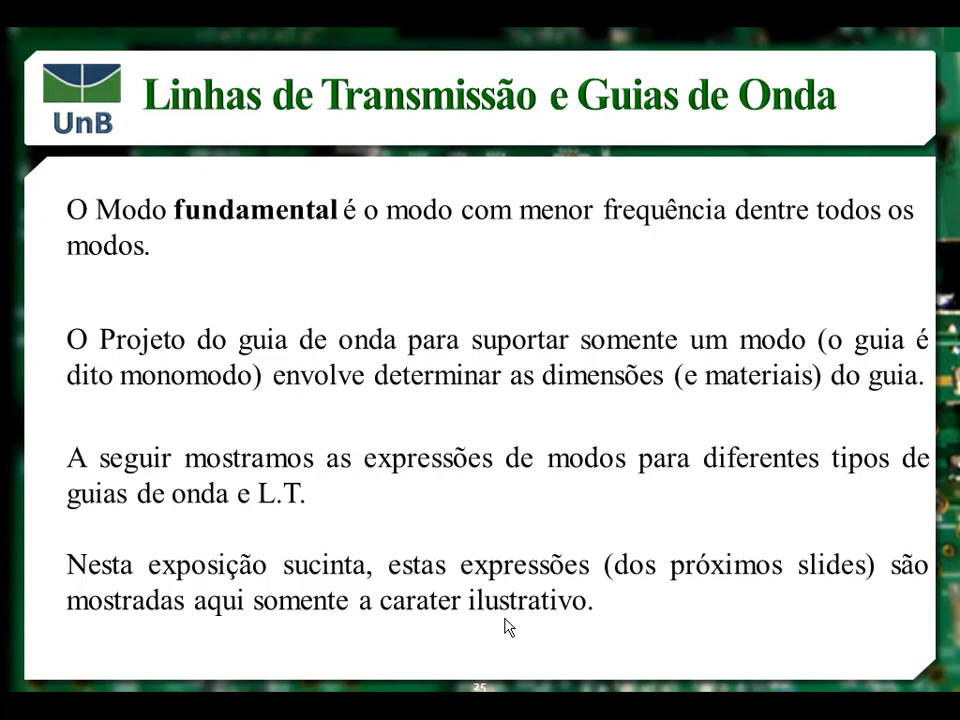 UnB
Linhas de Transmissão e Guias de Onda
O Modo fundamental é o modo com menor frequência dentre todos os
modos.
O Projeto do guia de onda para suportar somente um modo (o guia é
dito monomodo) envolve determinar as dimensões (e materiais) do guia.
A seguir mostramos as expressões de modos para diferentes tipos de
guias de onda e L.T.
Nesta exposição sucinta, estas expressões (dos próximos slides) são
mostradas aqui somente a carater ilustrativo.
25